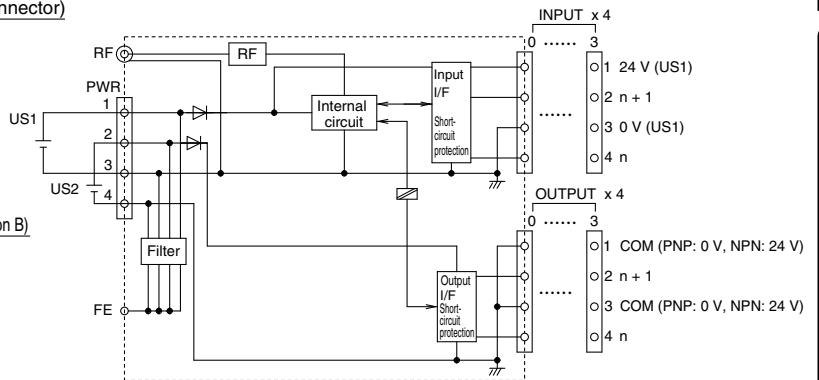 nnector)
INPUT x 4
0 ...... 3
RF
RF
PWR
1
2
3
4
US1
US2
Internal
circuit
Input
I/F
Short-
circuit
protection
......
1 24 V (US1)
2 n + 1
3 0 V (US1)
4 n
on B)
Filter
FE
OUTPUT x 4
0 ...... 3
Output
I/F
Short-
circuit
protection
......
1 COM (PNP: 0 V, NPN: 24 V)
2 n + 1
3 COM (PNP: 0 V, NPN: 24 V)
4 n